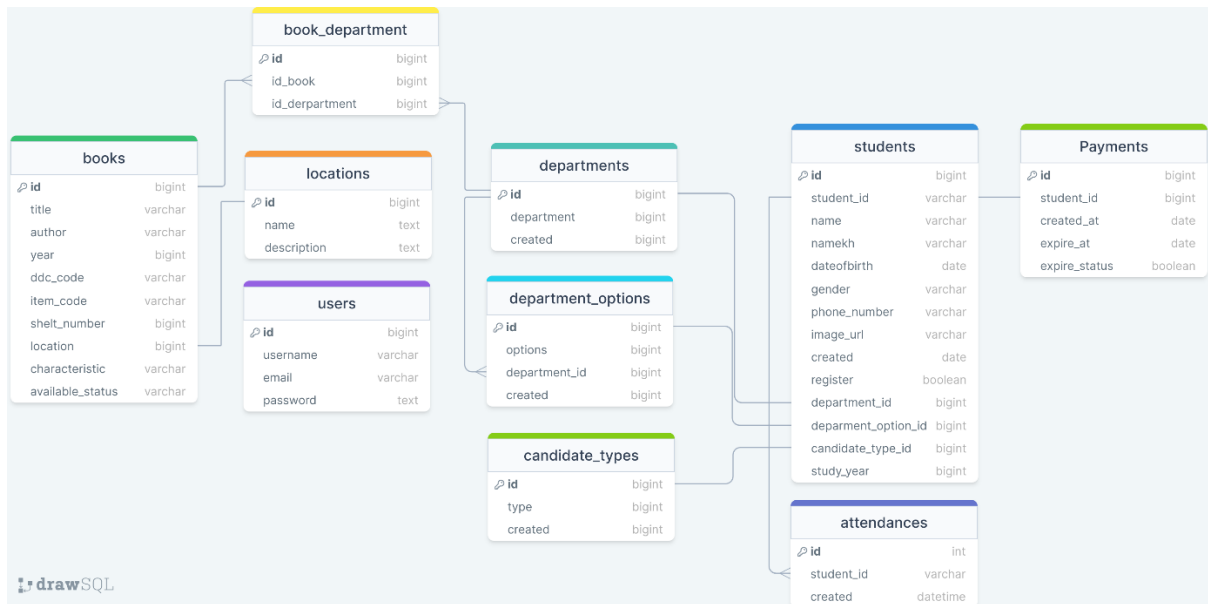 book_department
id bigint
id_book bigint
id_derpartment bigint
books
id bigint
title varchar
author varchar
year bigint
ddc_code varchar
item_code varchar
shelt_number bigint
location bigint
characteristic varchar
available_status varchar
locations
id bigint
name text
description text
users
id bigint
username varchar
email varchar
password text
departments
id bigint
department bigint
created bigint
department_options
id bigint
options bigint
department_id bigint
created bigint
candidate_types
id bigint
type bigint
created bigint
students
id bigint
student_id varchar
name varchar
namekh varchar
dateofbirth date
gender varchar
phone_number varchar
image_url varchar
created date
register boolean
department_id bigint
deparment_option_id bigint
candidate_type_id bigint
study_year bigint
Payments
id bigint
student_id bigint
created_at date
expire_at date
expire_status boolean
attendances
id int
student_id varchar
created datetime
drawSQL